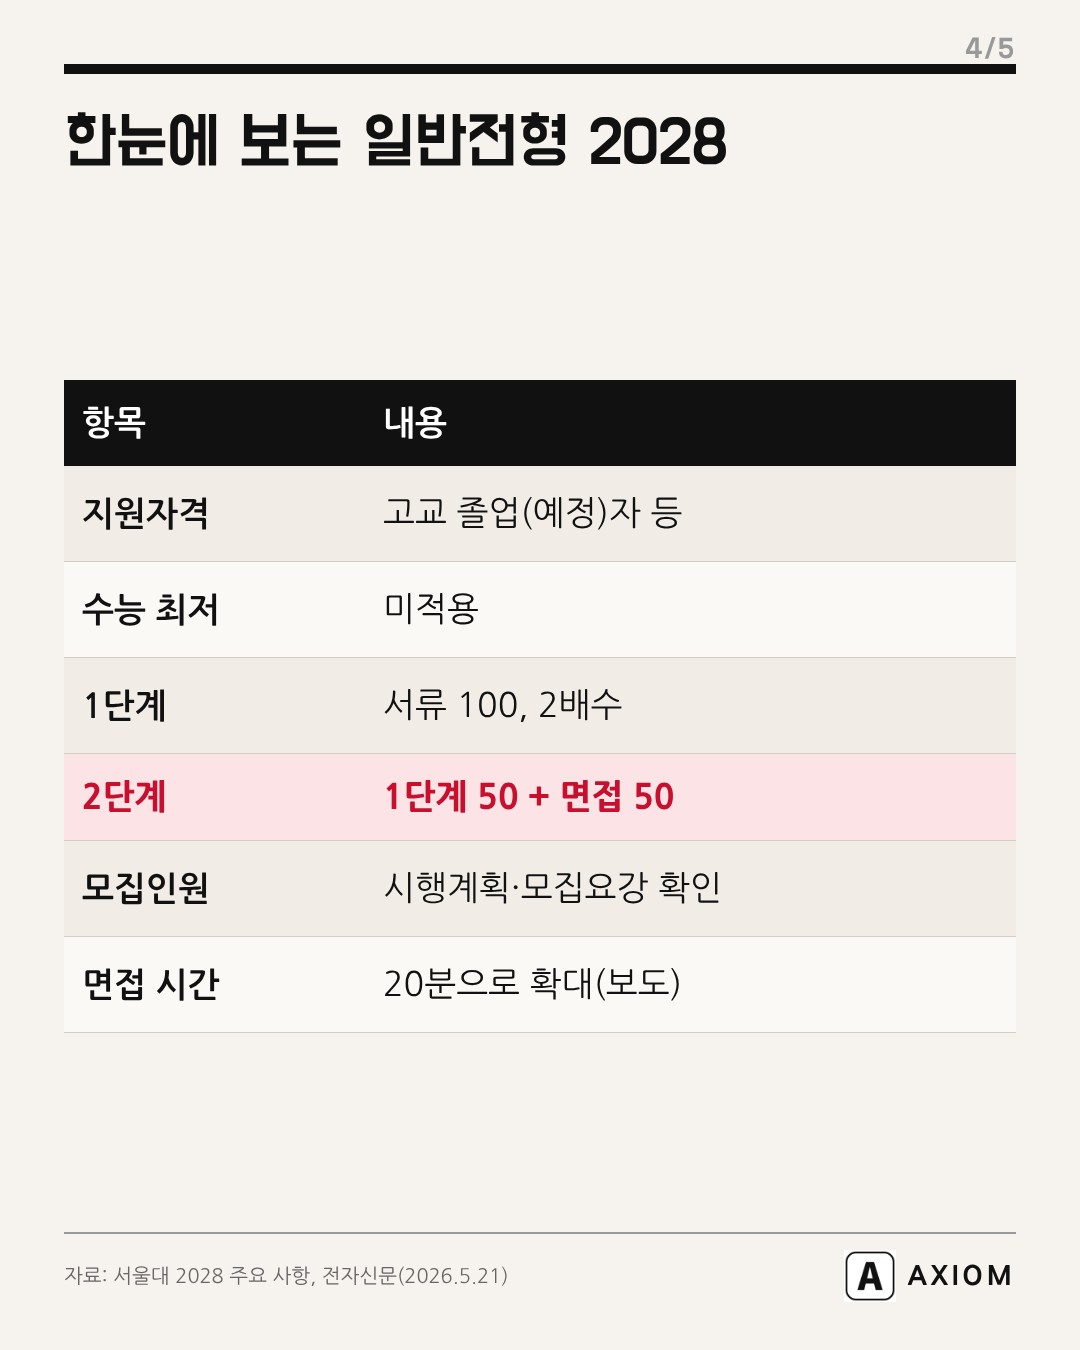 4/5
한눈에 보는 일반전형 2028
항목 내용
지원자격 고교 졸업(예정)자 등
수능 최저 미적용
1단계 서류 100, 2배수
2단계 1단계 50 + 면접 50
모집인원 시행계획·모집요강 확인
면접 시간 20분으로 확대(보도)
자료: 서울대 2028 주요 사항, 전자신문(2026.5.21)
A AXIOM